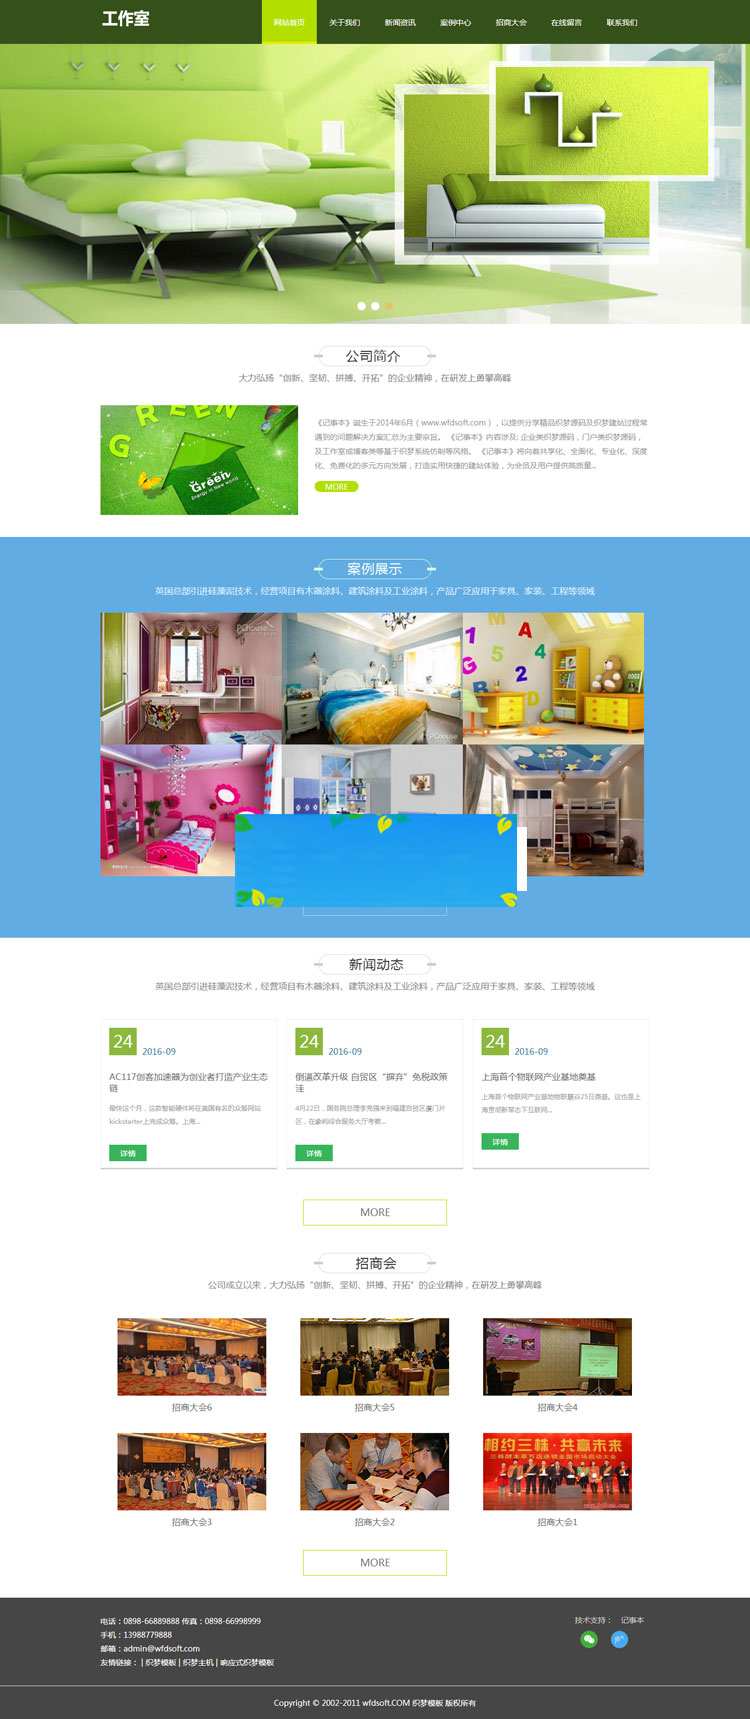 工作室
网站首页 关于我们 新闻资讯 案例中心 招商大会 在线留言 联系我们
公司简介
大力弘扬“创新、坚韧、拼搏、开拓”的企业精神，在研发上勇攀高峰
GREEN
Green
Energy in New world
《记事本》诞生于2014年6月（www.wfdsoft.com），以提供分享精品织梦源码及织梦建站过程常
遇到的问题解决方案汇总为主要宗旨。《记事本》内容涉及: 企业类织梦源码，门户类织梦源码，
及工作室或博客类等基于织梦系统仿制等风格。 《记事本》将向着共享化、全面化、专业化、深度
化、免费化的多元方向发展，打造实用快捷的建站体验，为会员及用户提供高质量...
MORE
案例展示
英国总部引进硅藻泥技术，经营项目有木器涂料、建筑涂料及工业涂料，产品广泛应用于家具、家装、工程等领域
PChouse
PChouse
新闻动态
英国总部引进硅藻泥技术，经营项目有木器涂料、建筑涂料及工业涂料，产品广泛应用于家具、家装、工程等领域
24 2016-09
AC117创客加速器为创业者打造产业生态
链
最快这个月，这款智能硬件将在美国有名的众筹网站
kickstarter上完成众筹。上海...
详情
24 2016-09
倒逼改革升级 自贸区“摒弃”免税政策
洼
4月22日，国务院总理李克强来到福建自贸区厦门片
区，在象屿综合服务大厅考察...
详情
24 2016-09
上海首个物联网产业基地奠基
上海首个物联网产业基地物联慧谷25日奠基。这也是上
海贯彻新常态下互联网...
详情
MORE
招商会
公司成立以来，大力弘扬“创新、坚韧、拼搏、开拓”的企业精神，在研发上勇攀高峰
招商大会6
招商大会5
招商大会4
相约三株·共赢未来
招商大会3
招商大会2
招商大会1
MORE
电话：0898-66889888 传真：0898-66998999
手机：13988779888
邮箱：admin@wfdsoft.com
友情链接： | 织梦模板 | 织梦主机 | 响应式织梦模板
技术支持： 记事本
Copyright © 2002-2011 wfdsoft.COM 织梦模板 版权所有